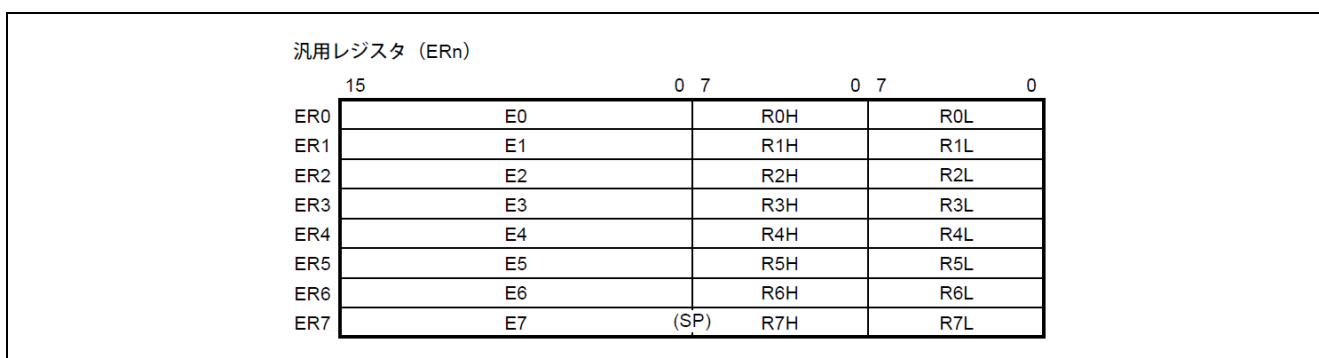 汎用レジスタ（ERn）
15 0 7 0 7 0
ER0 E0 R0H R0L
ER1 E1 R1H R1L
ER2 E2 R2H R2L
ER3 E3 R3H R3L
ER4 E4 R4H R4L
ER5 E5 R5H R5L
ER6 E6 R6H R6L
ER7 E7 (SP) R7H R7L